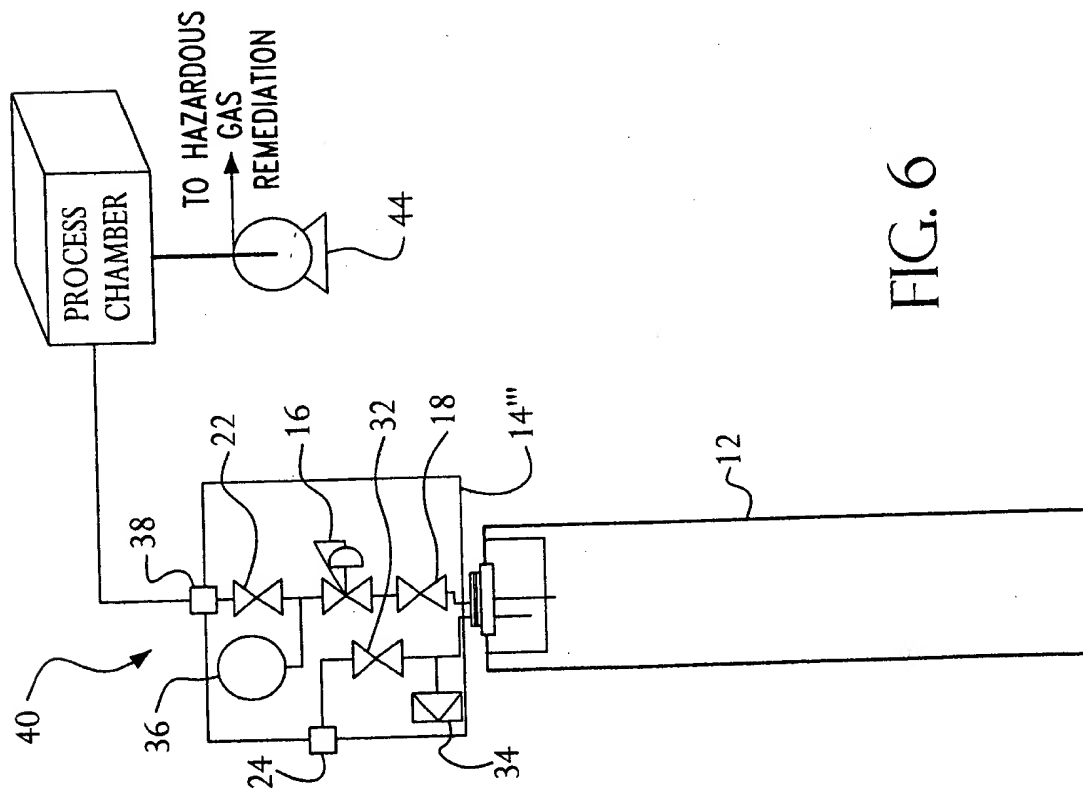 PROCESS
CHAMBER
TO HAZARDOUS
GAS
REMEDIATION
44
40
38
22
36
16
32
24
18
14'''
34
12
FIG. 6